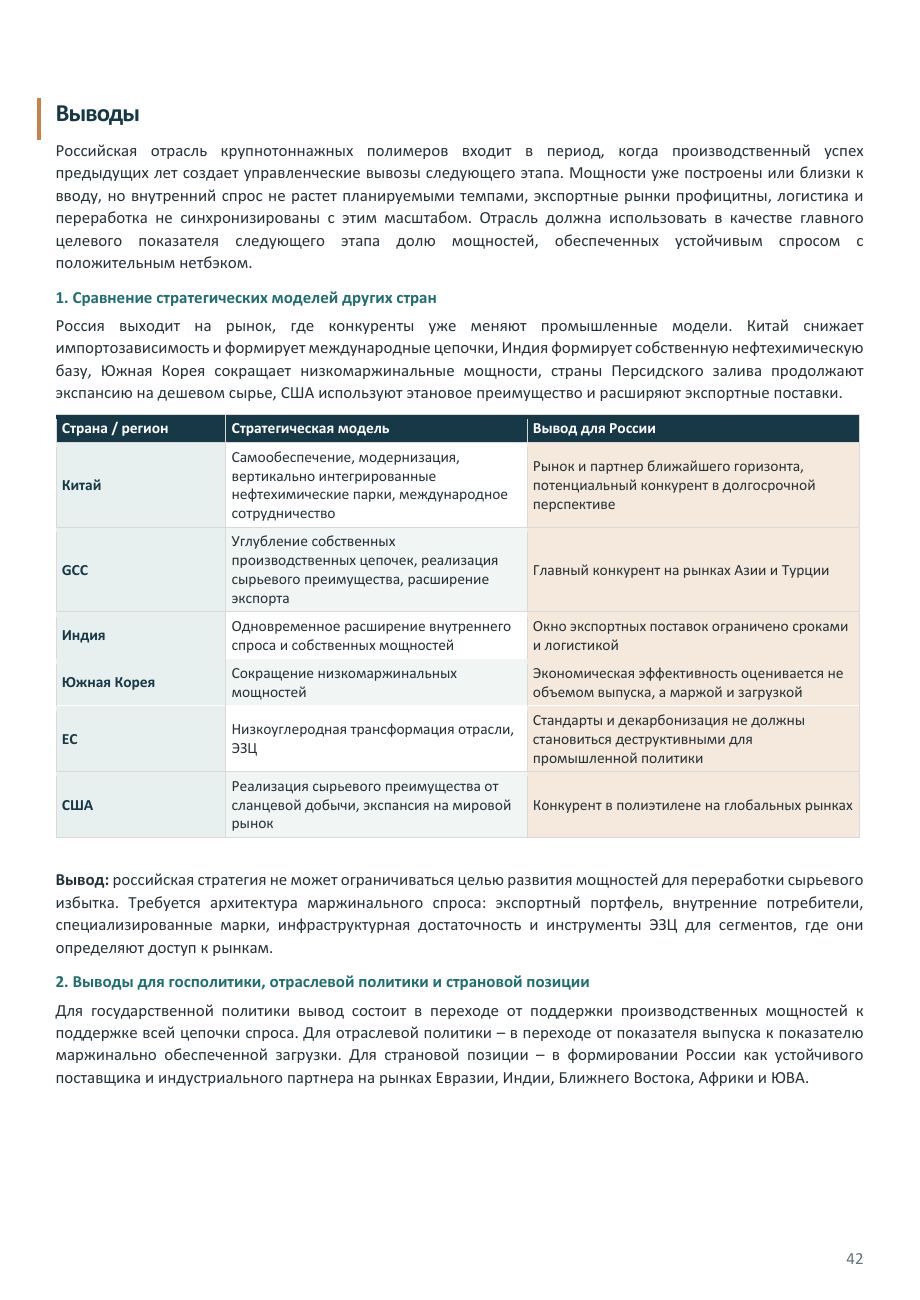 Выводы
Российская отрасль крупнотоннажных полимеров входит в период, когда производственный успех
предыдущих лет создает управленческие вывозы следующего этапа. Мощности уже построены или близки к
вводу, но внутренний спрос не растет планируемыми темпами, экспортные рынки профицитны, логистика и
переработка не синхронизированы с этим масштабом. Отрасль должна использовать в качестве главного
целевого показателя следующего этапа долю мощностей, обеспеченных устойчивым спросом с
положительным нетбэком.
1. Сравнение стратегических моделей других стран
Россия выходит на рынок, где конкуренты уже меняют промышленные модели. Китай снижает
импортозависимость и формирует международные цепочки, Индия формирует собственную нефтехимическую
базу, Южная Корея сокращает низкомаржинальные мощности, страны Персидского залива продолжают
экспансию на дешевом сырье, США используют этановое преимущество и расширяют экспортные поставки.
Страна / регион
Стратегическая модель
Вывод для России
Китай
Самообеспечение, модернизация,
вертикально интегрированные
нефтехимические парки, международное
сотрудничество
Рынок и партнер ближайшего горизонта,
потенциальный конкурент в долгосрочной
перспективе
GCC
Углубление собственных
производственных цепочек, реализация
сырьевого преимущества, расширение
экспорта
Главный конкурент на рынках Азии и Турции
Индия
Одновременное расширение внутреннего
спроса и собственных мощностей
Окно экспортных поставок ограничено сроками
и логистикой
Южная Корея
Сокращение низкомаржинальных
мощностей
Экономическая эффективность оценивается не
объемом выпуска, а маржой и загрузкой
ЕС
Низкоуглеродная трансформация отрасли,
ЭЗЦ
Стандарты и декарбонизация не должны
становиться деструктивными для
промышленной политики
США
Реализация сырьевого преимущества от
сланцевой добычи, экспансия на мировой
рынок
Конкурент в полиэтилене на глобальных рынках
Вывод: российская стратегия не может ограничиваться целью развития мощностей для переработки сырьевого
избытка. Требуется архитектура маржинального спроса: экспортный портфель, внутренние потребители,
специализированные марки, инфраструктурная достаточность и инструменты ЭЗЦ для сегментов, где они
определяют доступ к рынкам.
2. Выводы для госполитики, отраслевой политики и страновой позиции
Для государственной политики вывод состоит в переходе от поддержки производственных мощностей к
поддержке всей цепочки спроса. Для отраслевой политики – в переходе от показателя выпуска к показателю
маржинально обеспеченной загрузки. Для страновой позиции – в формировании России как устойчивого
поставщика и индустриального партнера на рынках Евразии, Индии, Ближнего Востока, Африки и ЮВА.
42